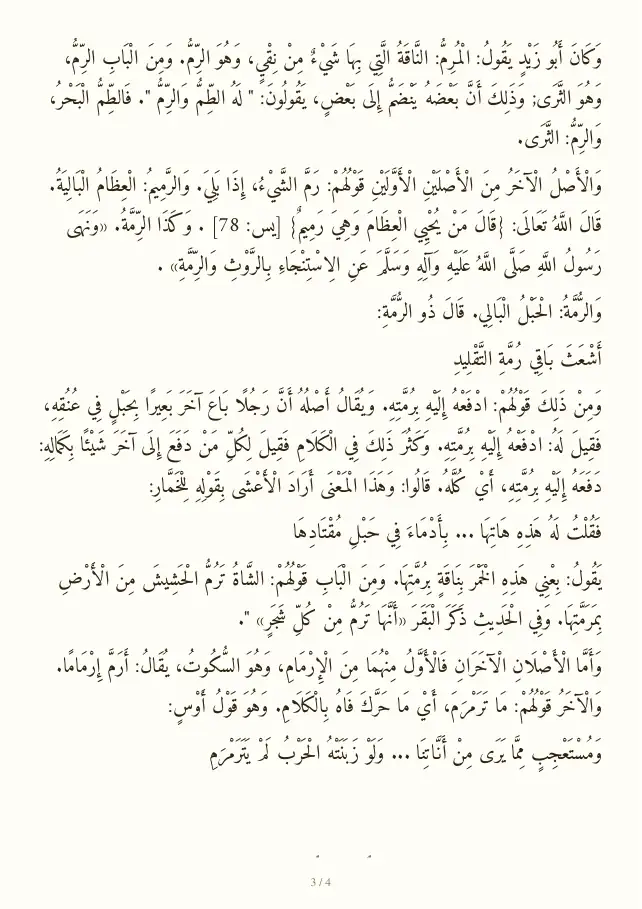 وَكَانَ أَبُو زَيْدٍ يَقُولُ: الْمُرِمُّ: النَّاقَةُ الَّتِي بِهَا شَيْءٌ مِنْ نِقْيٍ، وَهُوَ الرِّمُّ. وَمِنَ الْبَابِ الرِّمُّ،
وَهُوَ الثَّرَى; وَذَلِكَ أَنَّ بَعْضَهُ يَنْضَمُّ إِلَى بَعْضٍ، يَقُولُونَ: " لَهُ الطِّمُّ وَالرِّمُّ ". فَالطِّمُّ الْبَحْرُ،
وَالرِّمُّ: الثَّرَى.
وَالْأَصْلُ الْآخَرُ مِنَ الْأَصْلَيْنِ الْأَوَّلَيْنِ قَوْلُهُمْ: رَمَّ الشَّيْءُ، إِذَا بَلِيَ. وَالرَّمِيمُ: الْعِظَامُ الْبَالِيَةُ.
قَالَ اللَّهُ تَعَالَى: {قَالَ مَنْ يُحْيِي الْعِظَامَ وَهِيَ رَمِيمٌ} [يس: 78] . وَكَذَا الرِّمَّةُ. «وَنَهَى
رَسُولُ اللَّهِ صَلَّى اللَّهُ عَلَيْهِ وَآلِهِ وَسَلَّمَ عَنِ الِاسْتِنْجَاءِ بِالرَّوْثِ وَالرِّمَّةِ» .
وَالرُّمَّةُ: الْحَبْلُ الْبَالِي. قَالَ ذُو الرُّمَّةِ:
أَشْعَثَ بَاقِي رُمَّةِ التَّقْلِيدِ
وَمِنْ ذَلِكَ قَوْلُهُمْ: ادْفَعْهُ إِلَيْهِ بِرُمَّتِهِ. وَيُقَالُ أَصْلُهُ أَنَّ رَجُلًا بَاعَ آخَرَ بَعِيرًا بِحَبْلٍ فِي عُنُقِهِ،
فَقِيلَ لَهُ: ادْفَعْهُ إِلَيْهِ بِرُمَّتِهِ. وَكَثُرَ ذَلِكَ فِي الْكَلَامِ فَقِيلَ لِكُلِّ مَنْ دَفَعَ إِلَى آخَرَ شَيْئًا بِكَمَالِهِ:
دَفَعَهُ إِلَيْهِ بِرُمَّتِهِ، أَيْ كُلَّهُ. قَالُوا: وَهَذَا الْمَعْنَى أَرَادَ الْأَعْشَى بِقَوْلِهِ لِلْخَمَّارِ:
فَقُلْتُ لَهُ هَذِهِ هَاتِهَا ... بِأَدْمَاءَ فِي حَبْلِ مُقْتَادِهَا
يَقُولُ: بِعْنِي هَذِهِ الْخَمْرَ بِنَاقَةٍ بِرُمَّتِهَا. وَمِنَ الْبَابِ قَوْلُهُمْ: الشَّاةُ تَرُمُّ الْحَشِيشَ مِنَ الْأَرْضِ
بِمَرَمَّتِهَا. وَفِي الْحَدِيثِ ذَكَرَ الْبَقَرَ «أَنَّهَا تَرُمُّ مِنْ كُلِّ شَجَرٍ» ".
وَأَمَّا الْأَصْلَانِ الْآخَرَانِ فَالْأَوَّلُ مِنْهُمَا مِنَ الْإِرْمَامِ، وَهُوَ السُّكُوتُ، يُقَالُ: أَرَمَّ إِرْمَامًا.
وَالْآخَرُ قَوْلُهُمْ: مَا تَرَمْرَمَ، أَيْ مَا حَرَّكَ فَاهُ بِالْكَلَامِ. وَهُوَ قَوْلُ أَوْسٍ:
وَمُسْتَعْجِبٍ مِمَّا يَرَى مِنْ أَنَّاتِنَا ... وَلَوْ زَبَنَتْهُ الْحَرْبُ لَمْ يَتَرَمْرَمِ
3 / 4